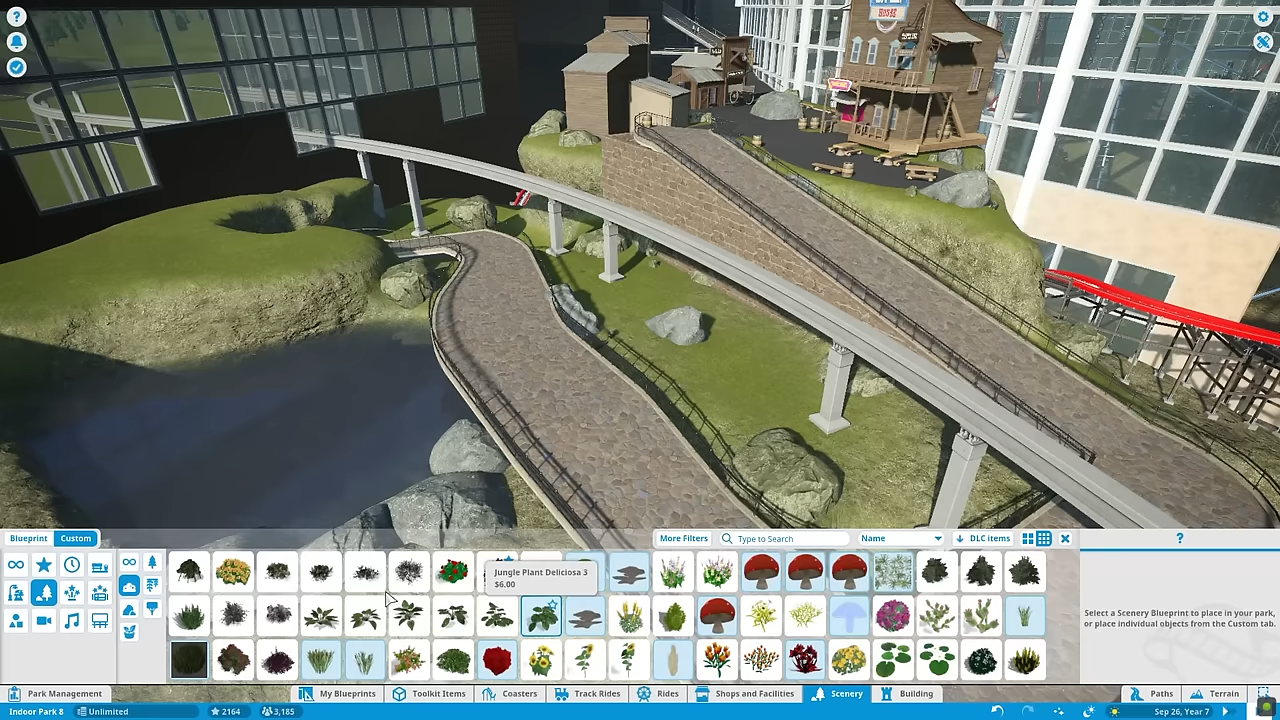 Blueprint Custom
More Filters Type to Search Name DLC items ?
Jungle Plant Deliciosa 3
$6.00
Select a Scenery Blueprint to place in your park,
or place individual objects from the Custom tab.
Park Management My Blueprints Toolkit Items Coasters Track Rides Rides Shops and Facilities Scenery Building Paths Terrain
Indoor Park 8 Unlimited 2164 3,185 Sep 26, Year 7